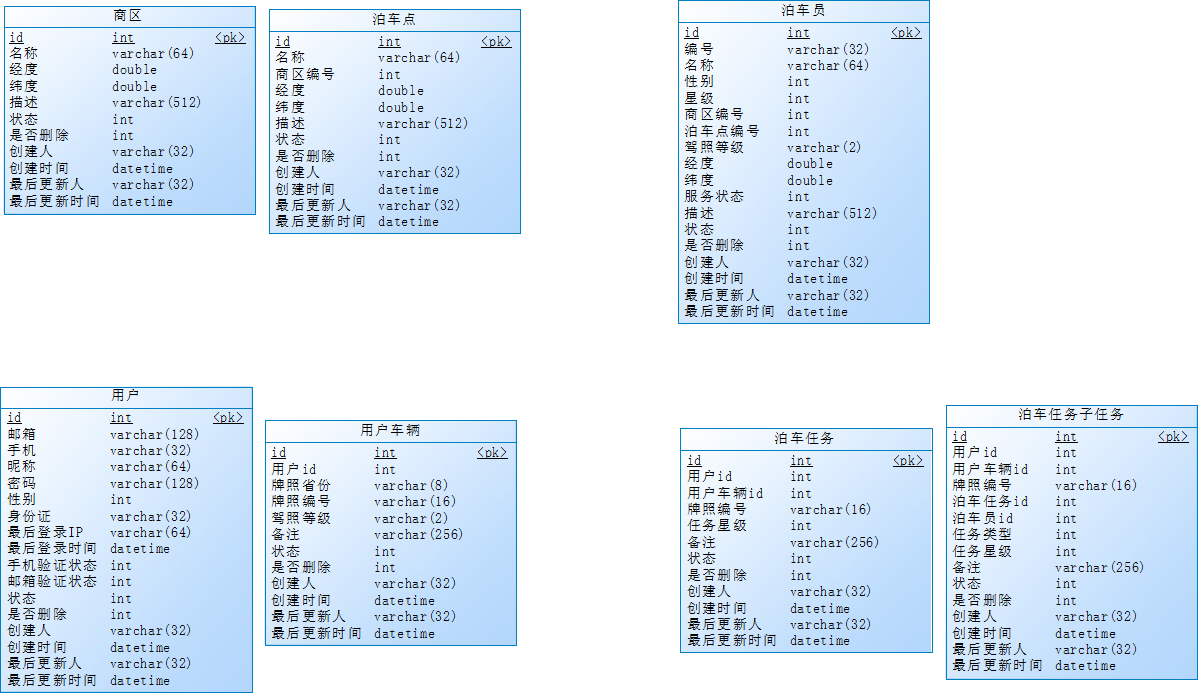 商区
id int <pk>
名称 varchar(64)
经度 double
纬度 double
描述 varchar(512)
状态 int
是否删除 int
创建人 varchar(32)
创建时间 datetime
最后更新人 varchar(32)
最后更新时间 datetime
泊车点
id int <pk>
名称 varchar(64)
商区编号 int
经度 double
纬度 double
描述 varchar(512)
状态 int
是否删除 int
创建人 varchar(32)
创建时间 datetime
最后更新人 varchar(32)
最后更新时间 datetime
泊车员
id int <pk>
编号 varchar(32)
名称 varchar(64)
性别 int
星级 int
商区编号 int
泊车点编号 int
驾照等级 varchar(2)
经度 double
纬度 double
服务状态 int
描述 varchar(512)
状态 int
是否删除 int
创建人 varchar(32)
创建时间 datetime
最后更新人 varchar(32)
最后更新时间 datetime
用户
id int <pk>
邮箱 varchar(128)
手机 varchar(32)
昵称 varchar(64)
密码 varchar(128)
性别 int
身份证 varchar(32)
最后登录IP varchar(64)
最后登录时间 datetime
手机验证状态 int
邮箱验证状态 int
状态 int
是否删除 int
创建人 varchar(32)
创建时间 datetime
最后更新人 varchar(32)
最后更新时间 datetime
用户车辆
id int <pk>
用户id int
牌照省份 varchar(8)
牌照编号 varchar(16)
驾照等级 varchar(2)
备注 varchar(256)
状态 int
是否删除 int
创建人 varchar(32)
创建时间 datetime
最后更新人 varchar(32)
最后更新时间 datetime
泊车任务
id int <pk>
用户id int
用户车辆id int
牌照编号 varchar(16)
任务星级 int
备注 varchar(256)
状态 int
是否删除 int
创建人 varchar(32)
创建时间 datetime
最后更新人 varchar(32)
最后更新时间 datetime
泊车任务子任务
id int <pk>
用户id int
用户车辆id int
牌照编号 varchar(16)
泊车任务id int
泊车员id int
任务类型 int
任务星级 int
备注 varchar(256)
状态 int
是否删除 int
创建人 varchar(32)
创建时间 datetime
最后更新人 varchar(32)
最后更新时间 datetime